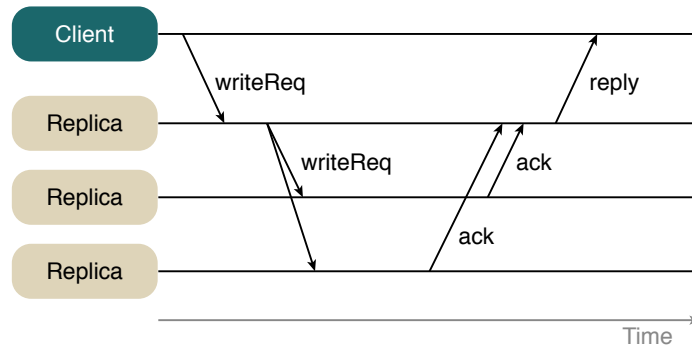 Client
writeReq
reply
Replica
writeReq
ack
Replica
ack
Replica
Time